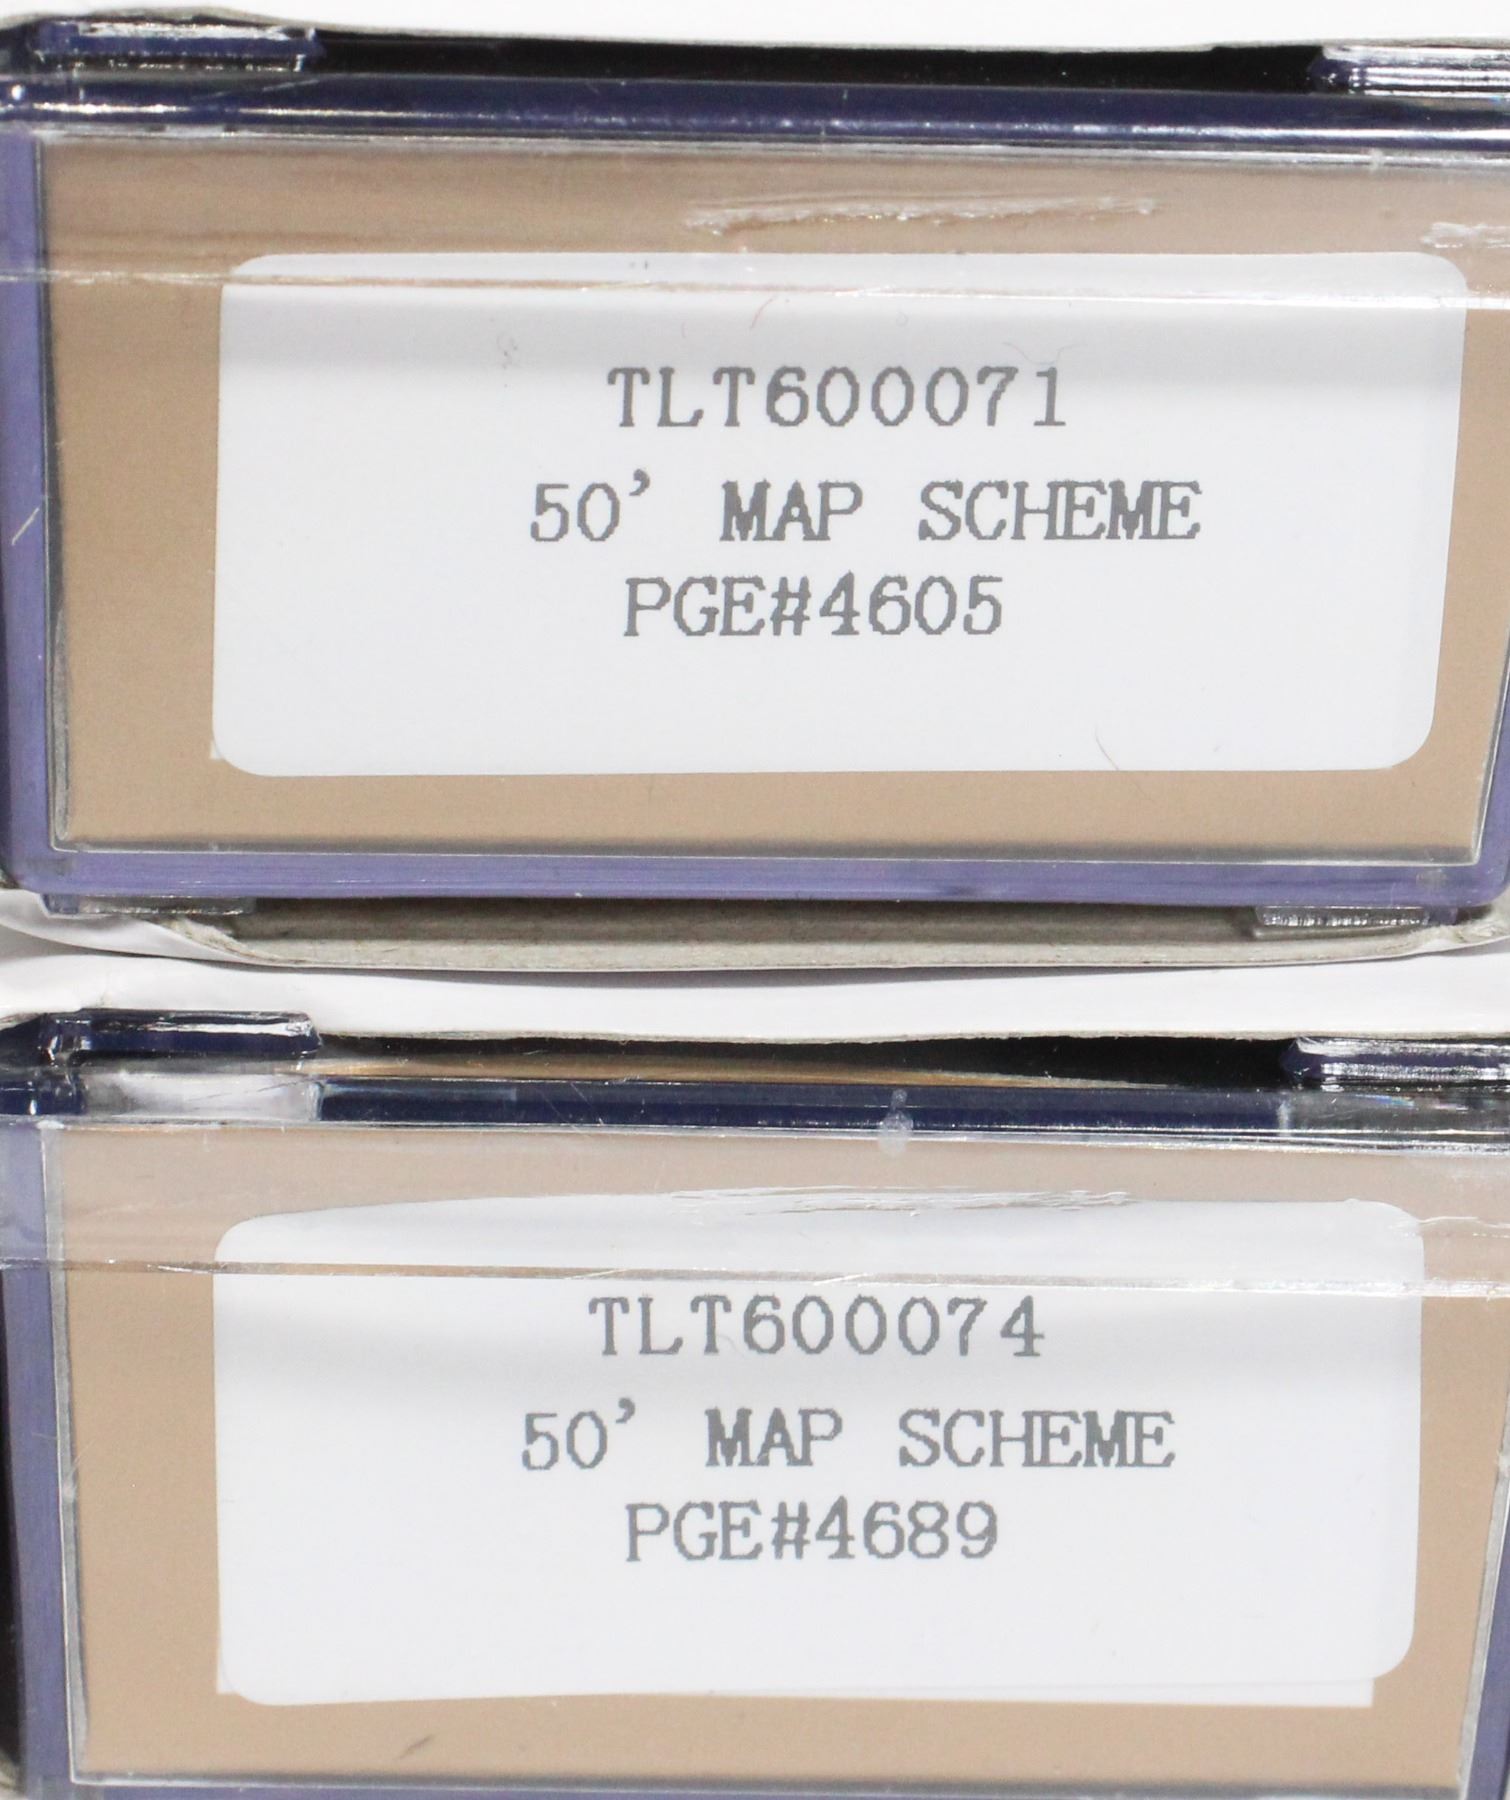 TLT600071
50' MAP SCHEME
PGE#4605
TLT600074
50' MAP SCHEME
PGE#4689